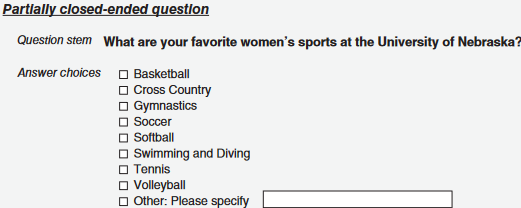 Partially closed-ended question
Question stem What are your favorite women's sports at the University of Nebraska?
Answer choices □ Basketball
□ Cross Country
□ Gymnastics
□ Soccer
□ Softball
□ Swimming and Diving
□ Tennis
□ Volleyball
□ Other: Please specify